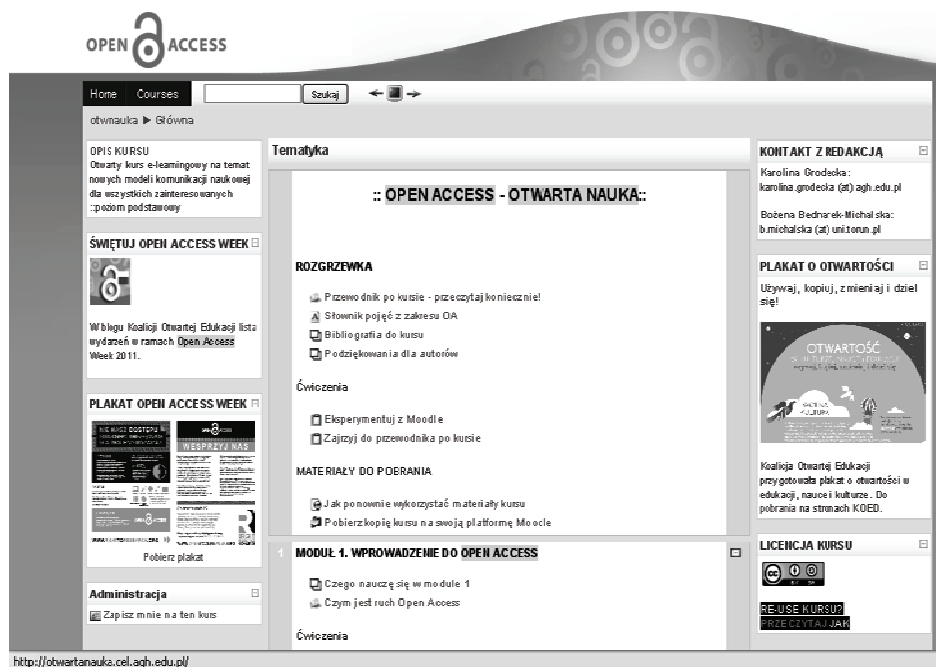 OPEN ACCESS
Home Courses Szukaj
otwnauka ► Główna
OPIS KURSU
Otwarty kurs e-learningowy na temat
nowych modeli komunikacji naukowej
dla wszystkich zainteresowanych
::poziom podstawowy
ŚWIĘTUJ OPEN ACCESS WEEK
W blogu Koalicji Otwartej Edukacji lista
wydarzeń w ramach Open Access
Week 2011.
PLAKAT OPEN ACCESS WEEK
NIE MASZ DOSTĘPU
WESPRZYJ NAS
Pobierz plakat
Administracja
Zapisz mnie na ten kurs
Tematyka
:: OPEN ACCESS - OTWARTA NAUKA::
ROZGRZEWKA
Przewodnik po kursie - przeczytaj koniecznie!
Słownik pojęć z zakresu OA
Bibliografia do kursu
Podziękowania dla autorów
Ćwiczenia
Eksperymentuj z Moodle
Zajrzyj do przewodnika po kursie
MATERIAŁY DO POBRANIA
Jak ponownie wykorzystać materiały kursu
Pobierz kopię kursu na swoją platformę Moodle
1 MODUŁ 1. WPROWADZENIE DO OPEN ACCESS
Czego nauczę się w module 1
Czym jest ruch Open Access
Ćwiczenia
KONTAKT Z REDAKCJĄ
Karolina Grodecka:
karolina.grodecka (at) agh.edu.pl
Bożena Bednarek-Michalska:
b.michalska (at) uni.torun.pl
PLAKAT O OTWARTOŚCI
Używaj, kopiuj, zmieniaj i dziel
się!
OTWARTOŚĆ
Koalicja Otwartej Edukacji
przygotowała plakat o otwartości w
edukacji, nauce i kulturze. Do
pobrania na stronach KOED.
LICENCJA KURSU
cc
RE-USE KURSU?
PRZECZYTAJ JAK
http://otwartanauka.cel.agh.edu.pl/